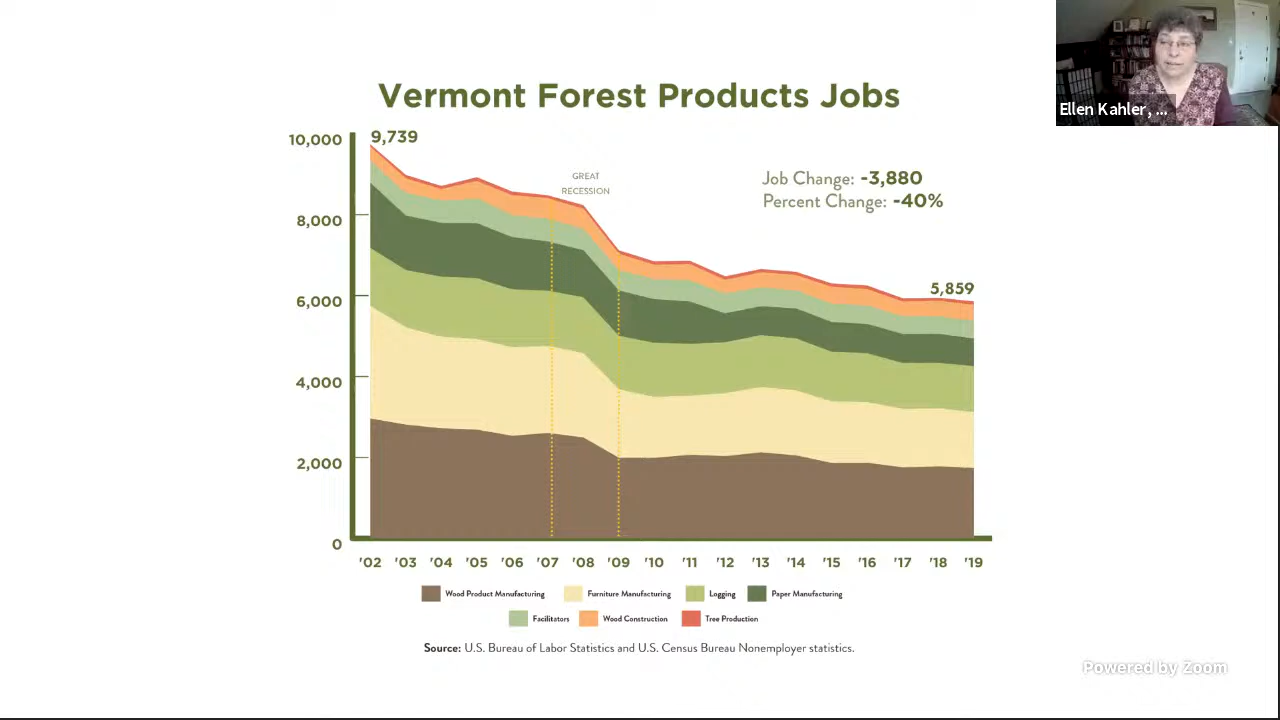 Vermont Forest Products Jobs
Ellen Kahler, ...
10,000
9,739
GREAT
RECESSION
Job Change: -3,880
Percent Change: -40%
8,000
6,000
5,859
4,000
2,000
0
'02 '03 '04 '05 '06 '07 '08 '09 '10 '11 '12 '13 '14 '15 '16 '17 '18 '19
Wood Product Manufacturing Furniture Manufacturing Logging Paper Manufacturing
Facilitators Wood Construction Tree Production
Source: U.S. Bureau of Labor Statistics and U.S. Census Bureau Nonemployer statistics.
Powered by Zoom